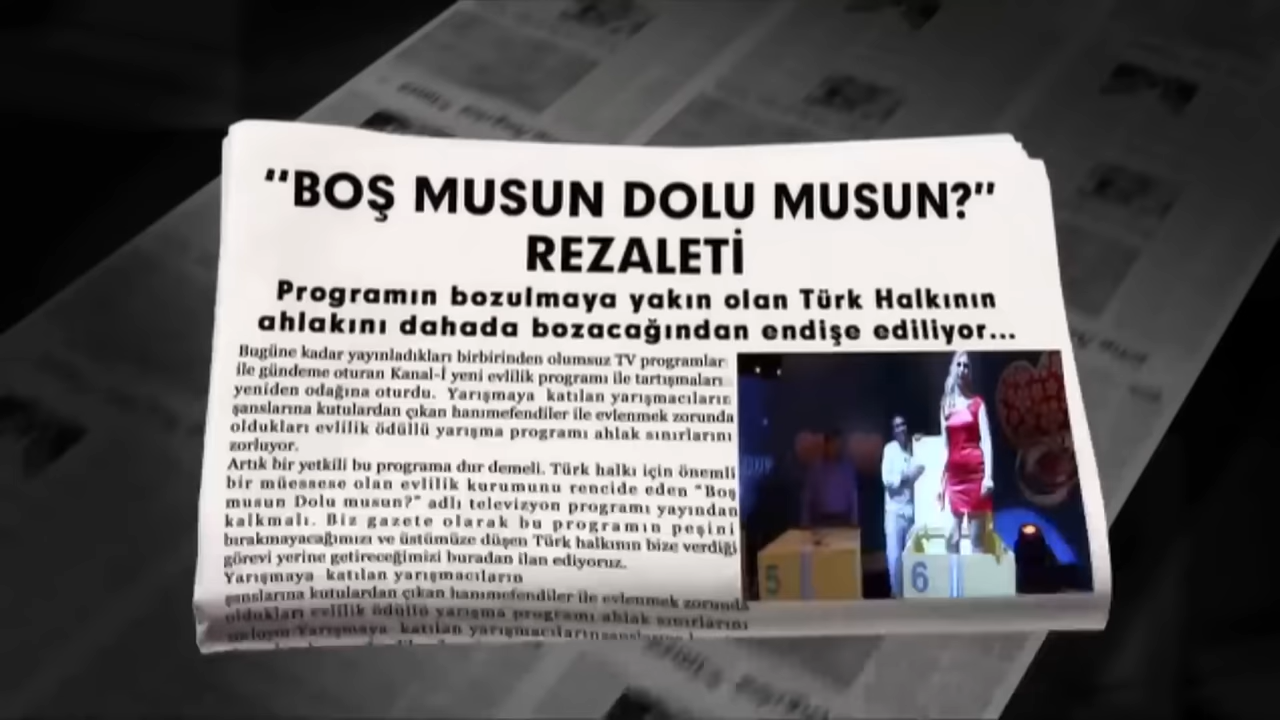 "BOŞ MUSUN DOLU MUSUN?"
REZALETİ
Programın bozulmaya yakın olan Türk Halkının
ahlakını dahada bozacağından endişe ediliyor...
Bugüne kadar yayınladıkları birbirinden olumsuz TV programlar
ile gündeme oturan Kanal-İ yeni evlilik programı ile tartışmaları
yeniden odağına oturdu. Yarışmaya katılan yarışmacıların
şanslarına kutulardan çıkan hanımefendiler ile evlenmek zorunda
oldukları evlilik ödüllü yarışma programı ahlak sınırlarını
zorluyor.
Artık bir yetkili bu programa dur demeli. Türk halkı için önemli
bir müessese olan evlilik kurumunu rencide eden "Boş
musun Dolu musun?" adlı televizyon programı yayından
kalkmalı. Biz gazete olarak bu programın peşini
bırakmayacağımızı ve üstümüze düşen Türk halkının bize verdiği
görevi yerine getireceğimizi buradan ilan ediyoruz.
Yarışmaya katılan yarışmacıların
şanslarına kutulardan çıkan hanımefendiler ile evlenmek zorunda
oldukları evlilik ödüllü yarışma programı ahlak sınırlarını
zorluyor Yarışmaya katılan yarışmacıların
5
6